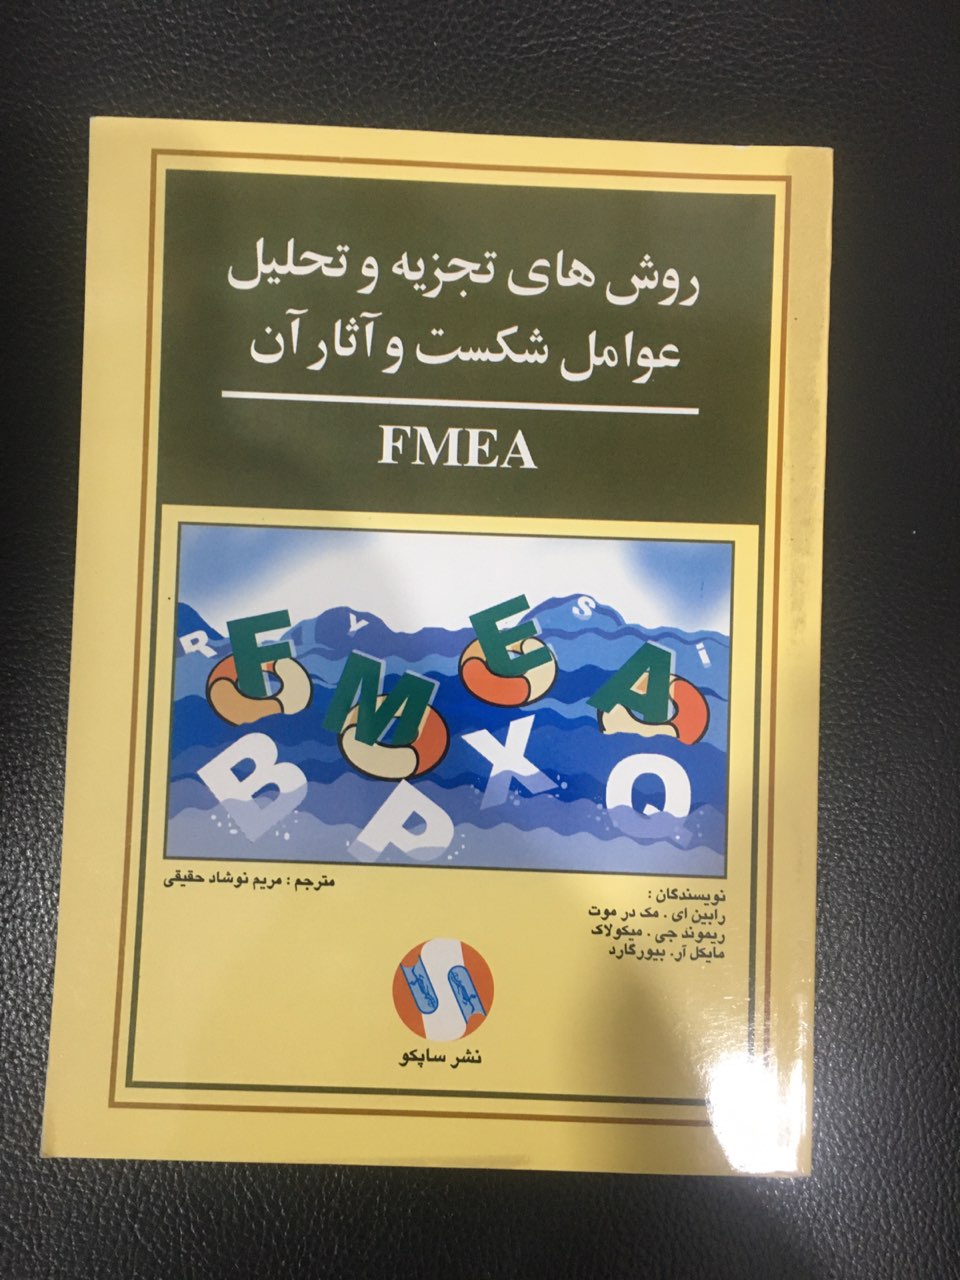 روش های تجزیه و تحلیل
عوامل شکست و آثار آن
FMEA
R
F
I
Y
M
E
S
A
i
B
P
X
Q
نویسندگان :
رابین ای . مک در موت
ریموند جی . میکولاک
مایکل آر. بیورگارد
مترجم : مریم نوشاد حقیقی
نشر ساپکو